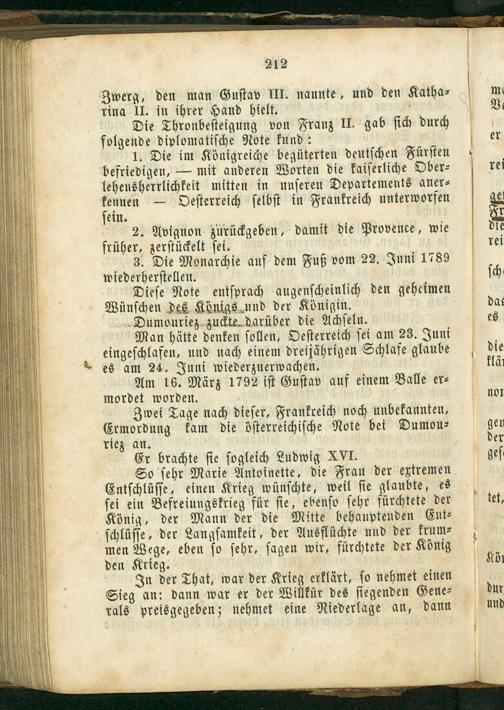 212
Zwerg, den man Gustav III. nannte, und den Katha-
rina II. in ihrer Hand hielt.
Die Thronbesteigung von Franz II. gab sich durch
folgende diplomatische Note kund:
1. Die im Königreiche begüterten deutschen Fürsten
befriedigen, — mit anderen Worten die kaiserliche Ober-
lehensherrlichkeit mitten in unseren Departements aner-
kennen — Oesterreich selbst in Frankreich unterworfen
sein.
2. Avignon zurückgeben, damit die Provence, wie
früher, zerstückelt sei.
3. Die Monarchie auf dem Fuß vom 22. Juni 1789
wiederherstellen.
Diese Note entsprach augenscheinlich den geheimen
Wünschen des Königs und der Königin.
Dumouriez zuckte darüber die Achseln.
Man hätte denken sollen, Oesterreich sei am 23. Juni
eingeschlafen, und nach einem dreijährigen Schlafe glaube
es am 24. Juni wiederzuerwachen.
Am 16. März 1792 ist Gustav auf einem Balle er-
mordet worden.
Zwei Tage nach dieser, Frankreich noch unbekannten,
Ermordung kam die österreichische Note bei Dumou-
riez an.
Er brachte sie sogleich Ludwig XVI.
So sehr Marie Antoinette, die Frau der extremen
Entschlüsse, einen Krieg wünschte, weil sie glaubte, es
sei ein Befreiungskrieg für sie, ebenso sehr fürchtete der
König, der Mann der die Mitte behauptenden Ent-
schlüsse, der Langsamkeit, der Ausflüchte und der krum-
men Wege, eben so sehr, sagen wir, fürchtete der König
den Krieg.
In der That, war der Krieg erklärt, so nehmet einen
Sieg an: dann war er der Willkür des siegenden Gene-
rals preisgegeben; nehmet eine Niederlage an, dann